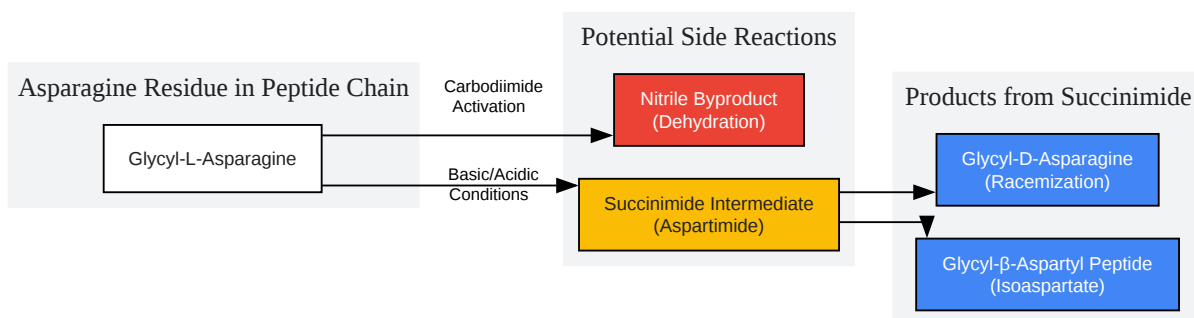 Asparagine Residue in Peptide Chain
Glycyl-L-Asparagine
Carbodiimide
Activation
Basic/Acidic
Conditions
Potential Side Reactions
Nitrile Byproduct
(Dehydration)
Succinimide Intermediate
(Aspartimide)
Products from Succinimide
Glycyl-D-Asparagine
(Racemization)
Glycyl-β-Aspartyl Peptide
(Isoaspartate)